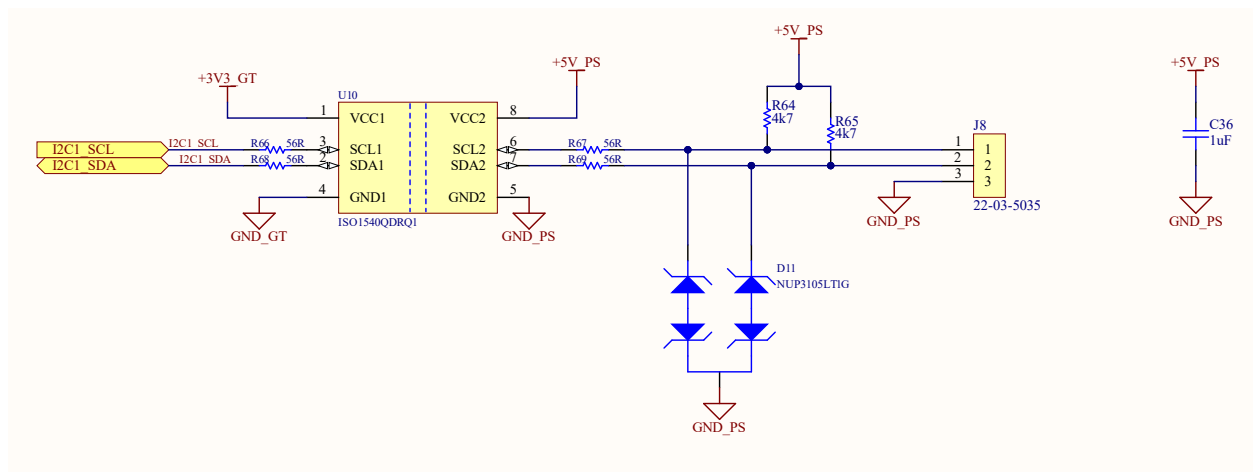 +5V_PS
+5V_PS
+5V_PS
+3V3_GT
U10
1
VCC1
VCC2
8
R64
4k7
R65
4k7
C36
1uF
J8
I2C1_SCL
I2C1_SCL
R66
56R
3
SCL1
SCL2
6
R67
56R
1
1
I2C1_SDA
I2C1_SDA
R68
56R
2
SDA1
SDA2
7
R69
56R
2
2
3
3
4
GND1
GND2
5
22-03-5035
ISO1540QDRQ1
GND_GT
GND_PS
GND_PS
GND_PS
D11
NUP3105LT1G
GND_PS